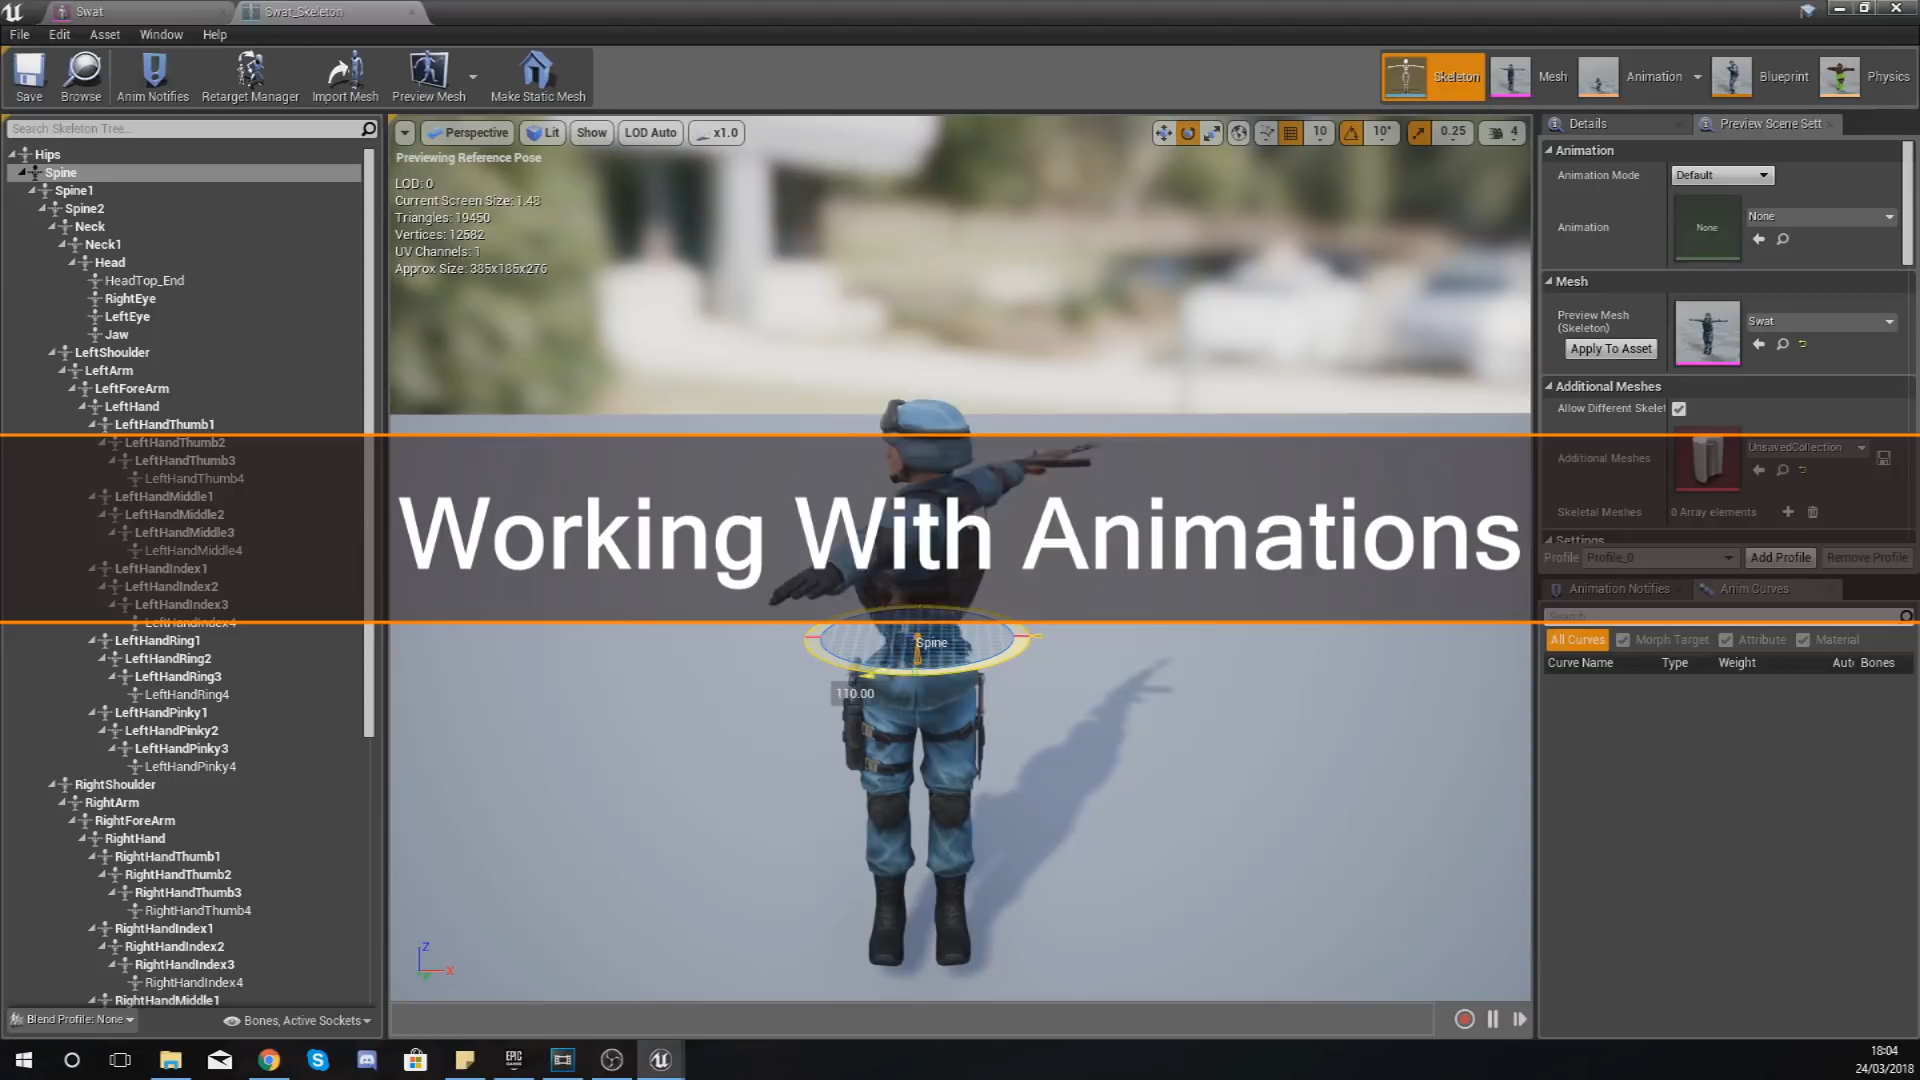 Swat
Swat_Skeleton
File Edit Asset Window Help
Save Browse Anim Notifies Retarget Manager Import Mesh Preview Mesh Make Static Mesh
Skeleton Mesh Animation Blueprint Physics
Search Skeleton Tree...
Hips
Spine
Spine1
Spine2
Neck
Neck1
Head
HeadTop_End
RightEye
LeftEye
Jaw
LeftShoulder
LeftArm
LeftForeArm
LeftHand
LeftHandThumb1
LeftHandThumb2
LeftHandThumb3
LeftHandThumb4
LeftHandMiddle1
LeftHandMiddle2
LeftHandMiddle3
LeftHandMiddle4
LeftHandIndex1
LeftHandIndex2
LeftHandIndex3
LeftHandIndex4
LeftHandRing1
LeftHandRing2
LeftHandRing3
LeftHandRing4
LeftHandPinky1
LeftHandPinky2
LeftHandPinky3
LeftHandPinky4
RightShoulder
RightArm
RightForeArm
RightHand
RightHandThumb1
RightHandThumb2
RightHandThumb3
RightHandThumb4
RightHandIndex1
RightHandIndex2
RightHandIndex3
RightHandIndex4
RightHandMiddle1
Blend Profile: None
Bones, Active Sockets
Perspective Lit Show LOD Auto x1.0
10 10° 0.25 4
Previewing Reference Pose
LOD: 0
Current Screen Size: 1.48
Triangles: 19450
Vertices: 12582
UV Channels: 1
Approx Size: 385x185x276
Working With Animations
Spine
110.00
Z
X
Details
Preview Scene Sett
Animation
Animation Mode Default
Animation None None
Mesh
Preview Mesh
(Skeleton)
Swat
Apply To Asset
Additional Meshes
Allow Different Skelet
Additional Meshes UnsavedCollection
Skeletal Meshes 0 Array elements
Settings
Profile Profile_0 Add Profile Remove Profile
Animation Notifies Anim Curves
Search
All Curves Morph Target Attribute Material
Curve Name Type Weight Aut Bones
EPIC
GAMES
18:04
24/03/2018